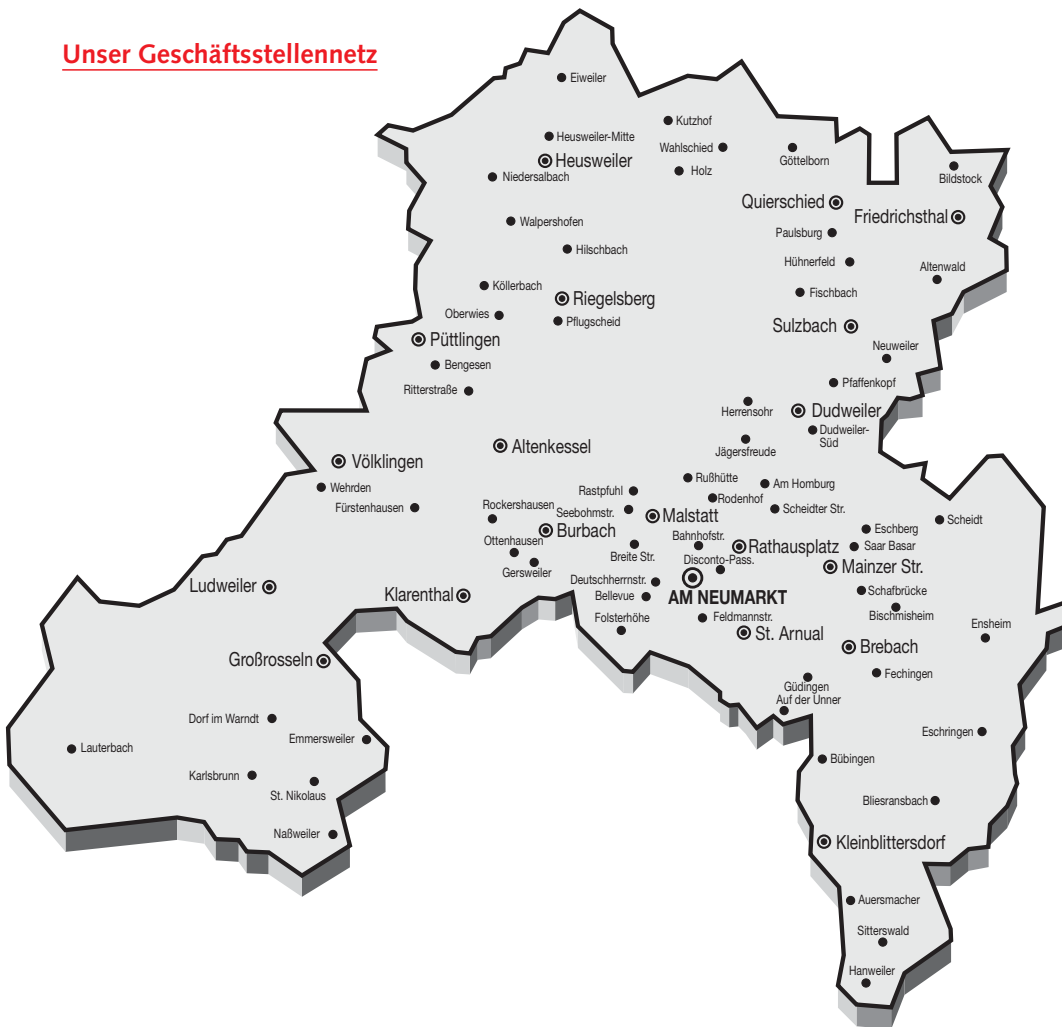 Unser Geschäftsstellennetz
Eiweiler
Kutzhof
Heusweiler-Mitte
Wahlschied
Göttelborn
Heusweiler
Holz
Bildstock
Niedersalbach
Quierschied
Friedrichsthal
Walpershofen
Paulsburg
Hilschbach
Hühnerfeld
Altenwald
Köllerbach
Fischbach
Riegelsberg
Oberwies
Pflugscheid
Sulzbach
Püttlingen
Neuweiler
Bengesen
Pfaffenkopf
Ritterstraße
Herrensohr
Dudweiler
Dudweiler-
Süd
Altenkessel
Jägersfreude
Völklingen
Rußhütte
Am Homburg
Wehrden
Rastpfuhl
Rodenhof
Fürstenhausen
Rockershausen
Seebohmstr.
Scheidter Str.
Malstatt
Scheidt
Burbach
Eschberg
Ottenhausen
Bahnhofstr.
Rathausplatz
Saar Basar
Breite Str.
Disconto-Pass.
Gersweiler
Mainzer Str.
Ludweiler
Deutschherrnstr.
Klarenthal
Bellevue
AM NEUMARKT
Schafbrücke
Bischmisheim
Folsterhöhe
Feldmannstr.
Ensheim
St. Arnual
Brebach
Großrosseln
Fechingen
Güdingen
Auf der Unner
Dorf im Warndt
Eschringen
Emmersweiler
Lauterbach
Bübingen
Karlsbrunn
St. Nikolaus
Bliesransbach
Naßweiler
Kleinblittersdorf
Auersmacher
Sitterswald
Hanweiler